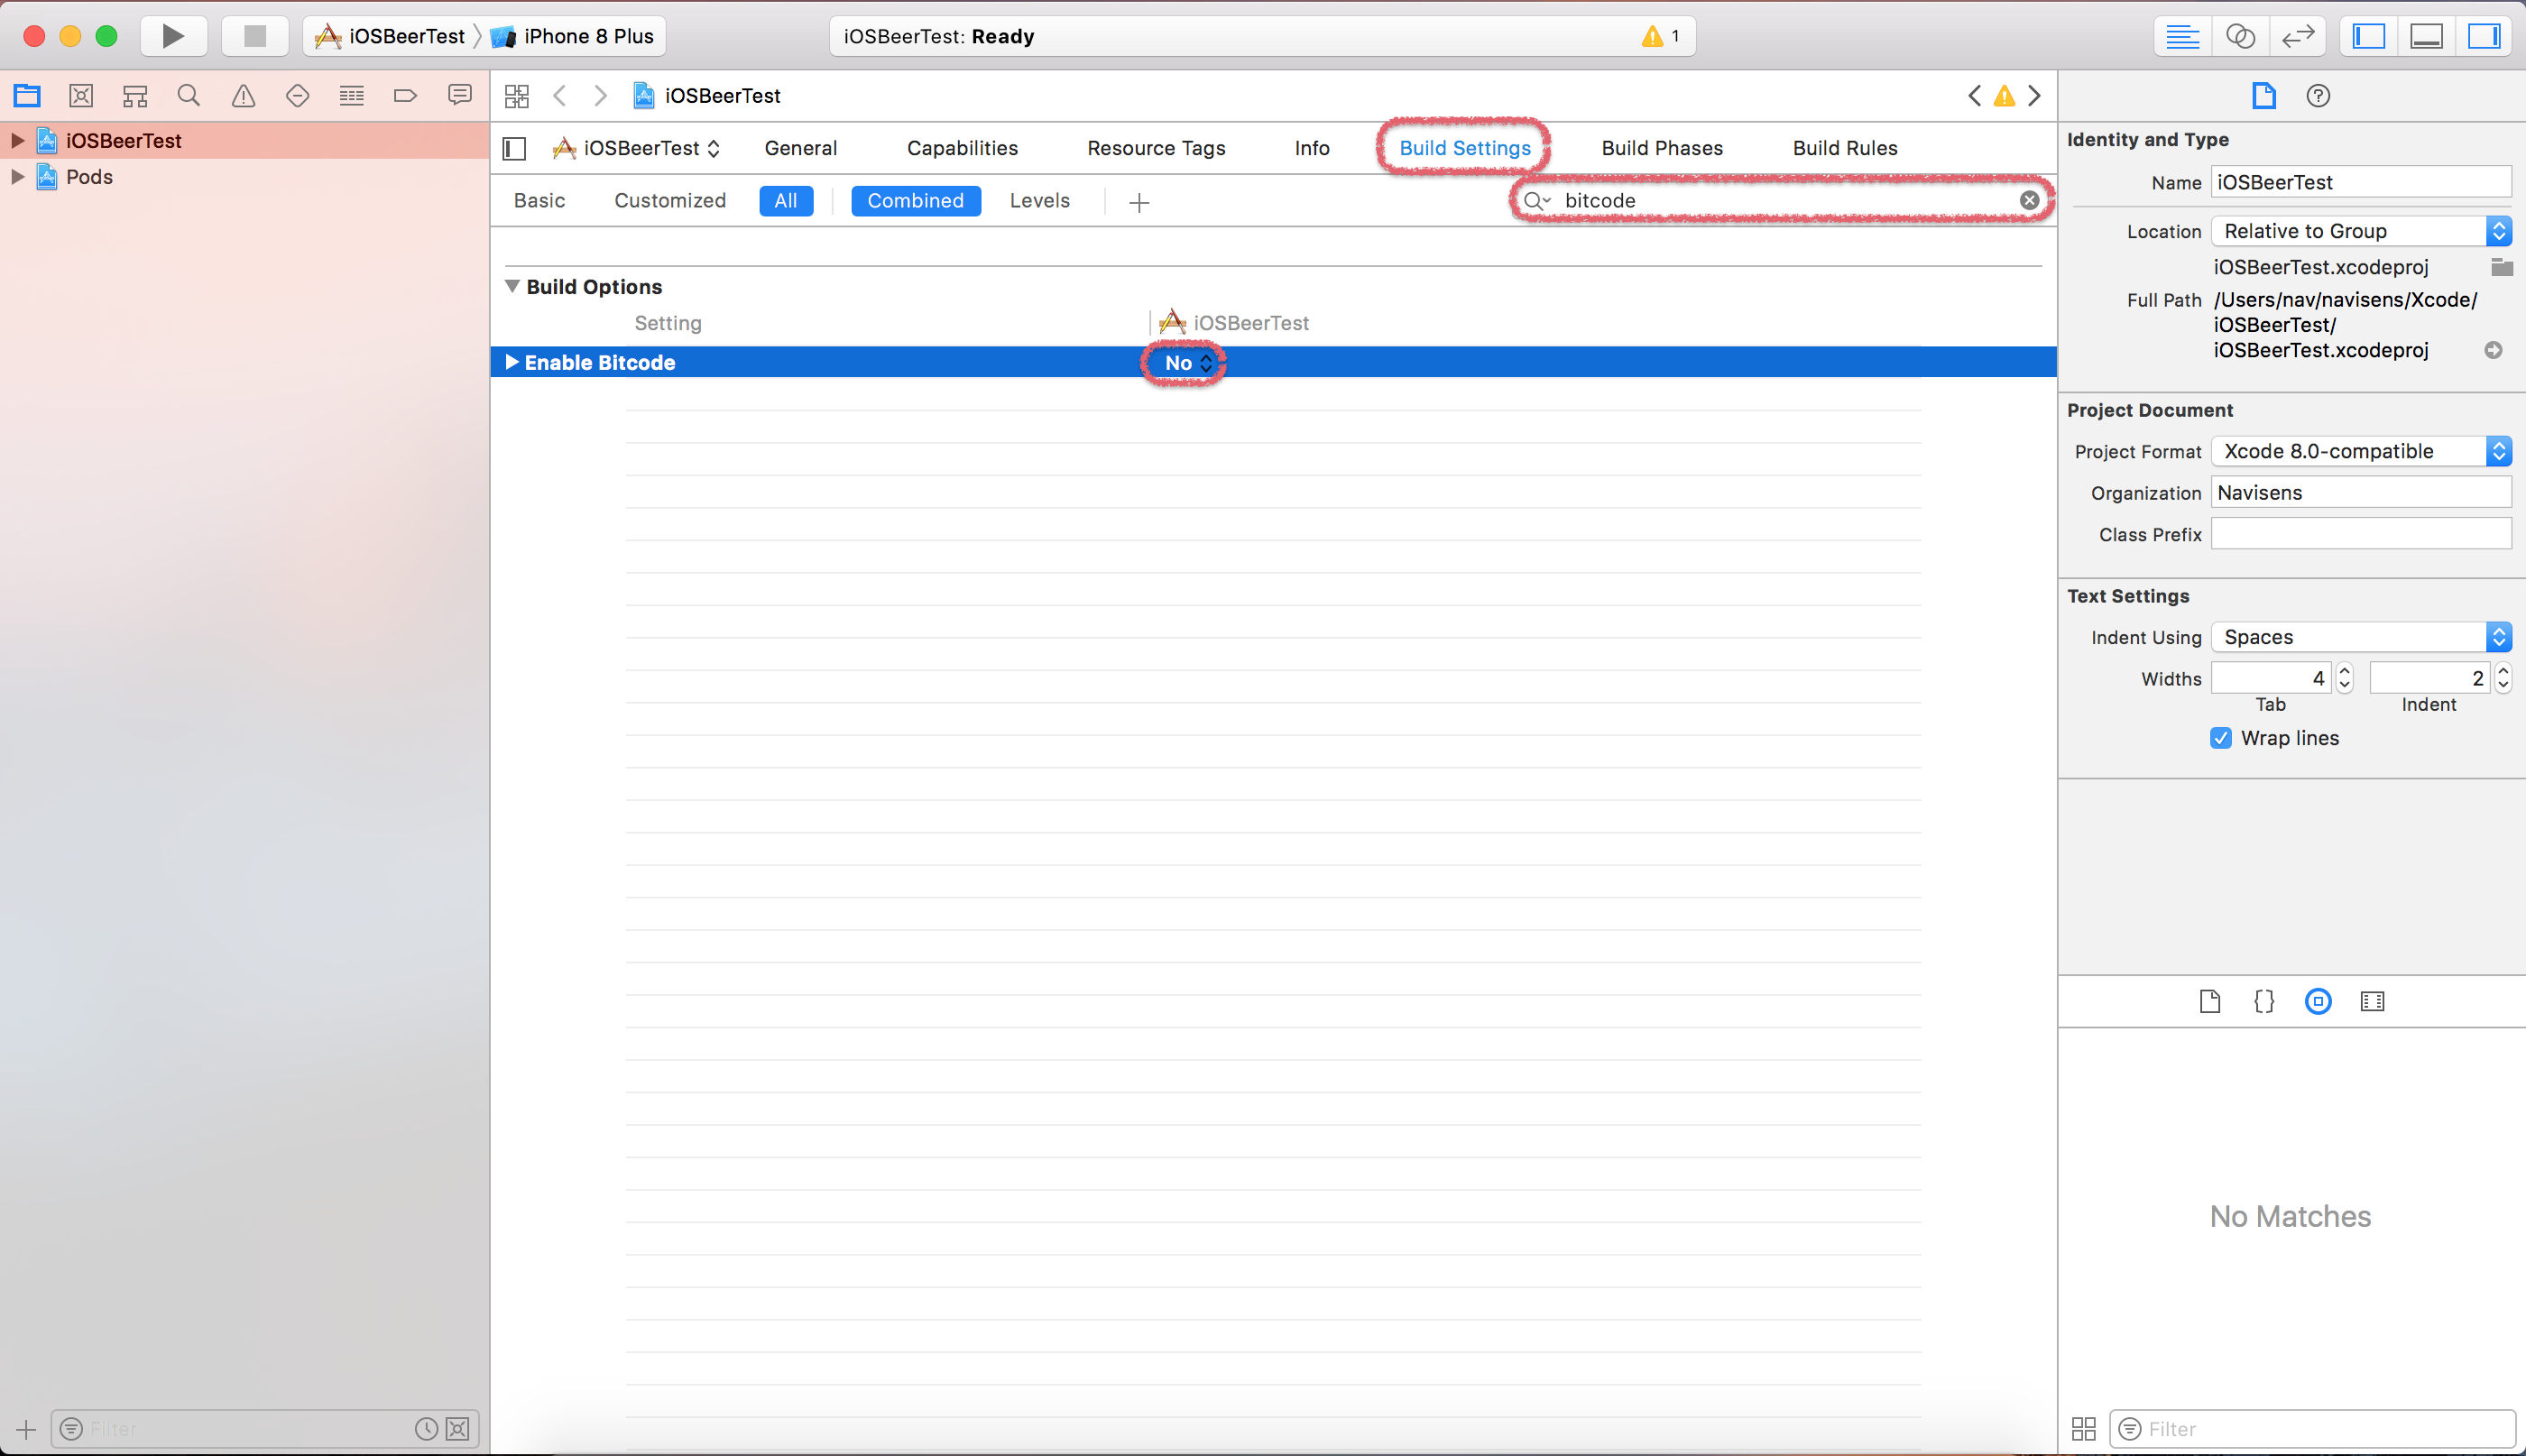 iOSBeerTest
iPhone 8 Plus
iOSBeerTest: Ready
1
iOSBeerTest
Pods
Filter
iOSBeerTest
iOSBeerTest
General
Capabilities
Resource Tags
Info
Build Settings
Build Phases
Build Rules
Basic
Customized
All
Combined
Levels
bitcode
Build Options
Setting
iOSBeerTest
Enable Bitcode
No
Identity and Type
Name iOSBeerTest
Location Relative to Group
iOSBeerTest.xcodeproj
Full Path /Users/nav/navisens/Xcode/
iOSBeerTest/
iOSBeerTest.xcodeproj
Project Document
Project Format Xcode 8.0-compatible
Organization Navisens
Class Prefix
Text Settings
Indent Using Spaces
Widths 4 2
Tab Indent
Wrap lines
No Matches
Filter